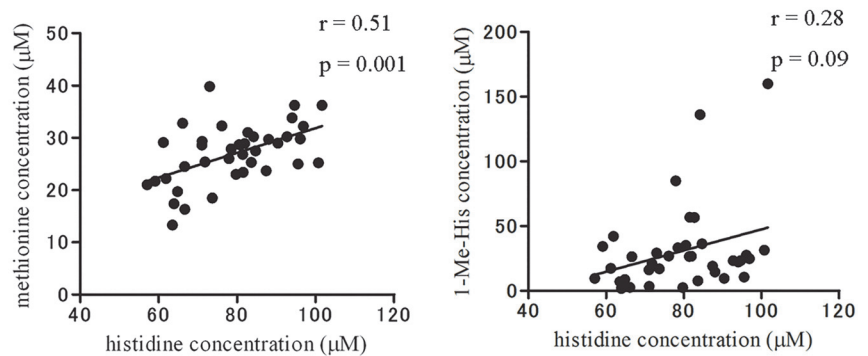 r = 0.51
p = 0.001
methionine concentration (μM)
50
40
30
20
10
0
40
60
80
100
120
histidine concentration (μM)
r = 0.28
p = 0.09
1-Me-His concentration (μM)
200
150
100
50
0
40
60
80
100
120
histidine concentration (μM)